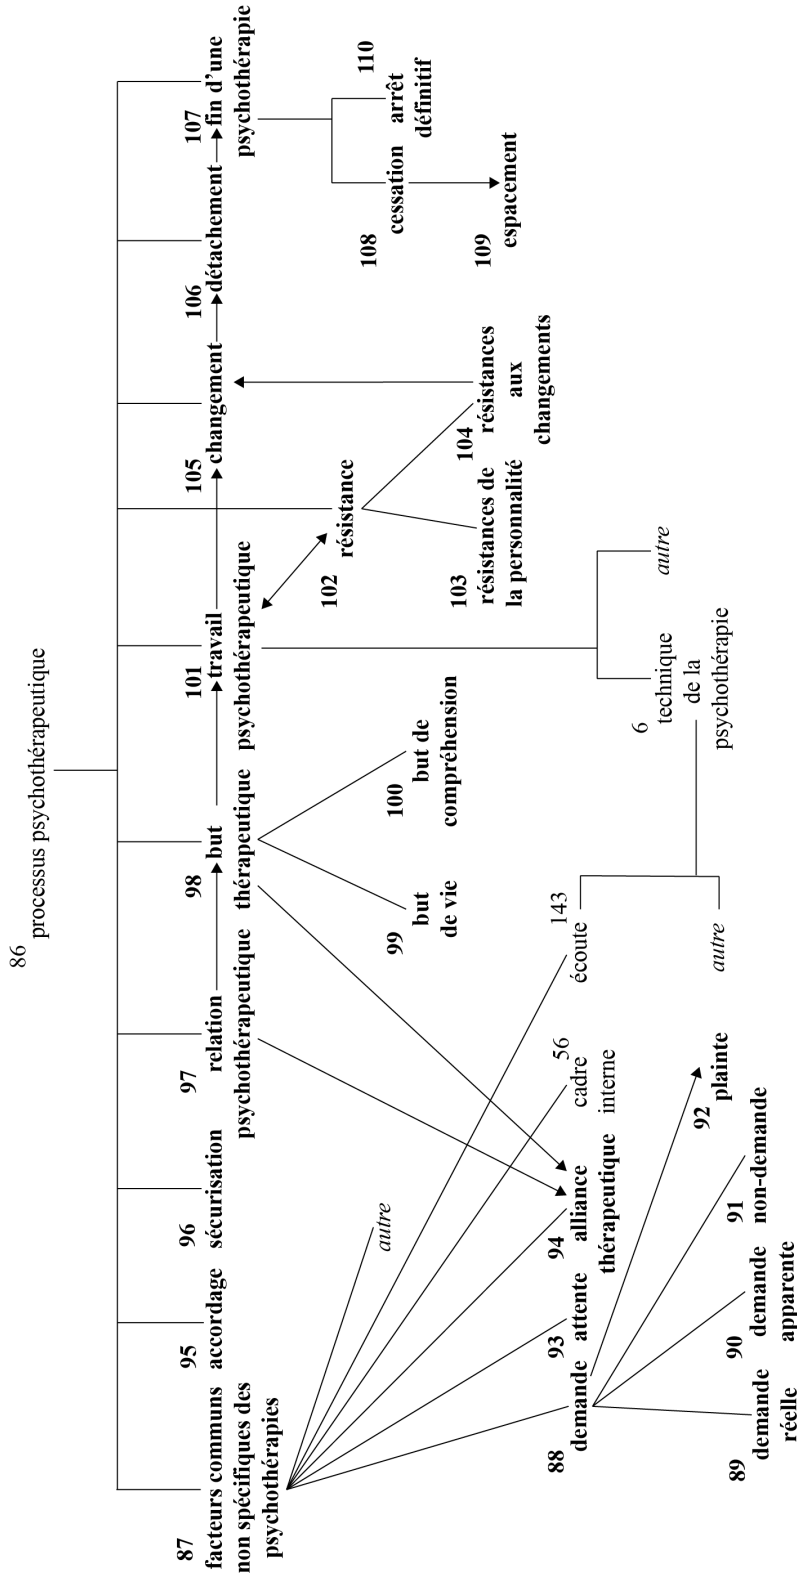 86
processus psychothérapeutique
87
facteurs communs
non spécifiques des
psychothérapies
95
accordage
96
sécurisation
97
relation
psychothérapeutique
98
but
thérapeutique
101
travail
psychothérapeutique
105
changement
106
détachement
107
fin d’une
psychothérapie
102
résistance
108
cessation
110
arrêt
définitif
autre
99
but
de vie
100
but de
compréhension
103
résistances de
la personnalité
104
résistances
aux
changements
109
espacement
88
demande
93
attente
94
alliance
thérapeutique
56
cadre
interne
143
écoute
6
technique
de la
psychothérapie
autre
89
demande
réelle
90
demande
apparente
91
non-demande
92
plainte
autre